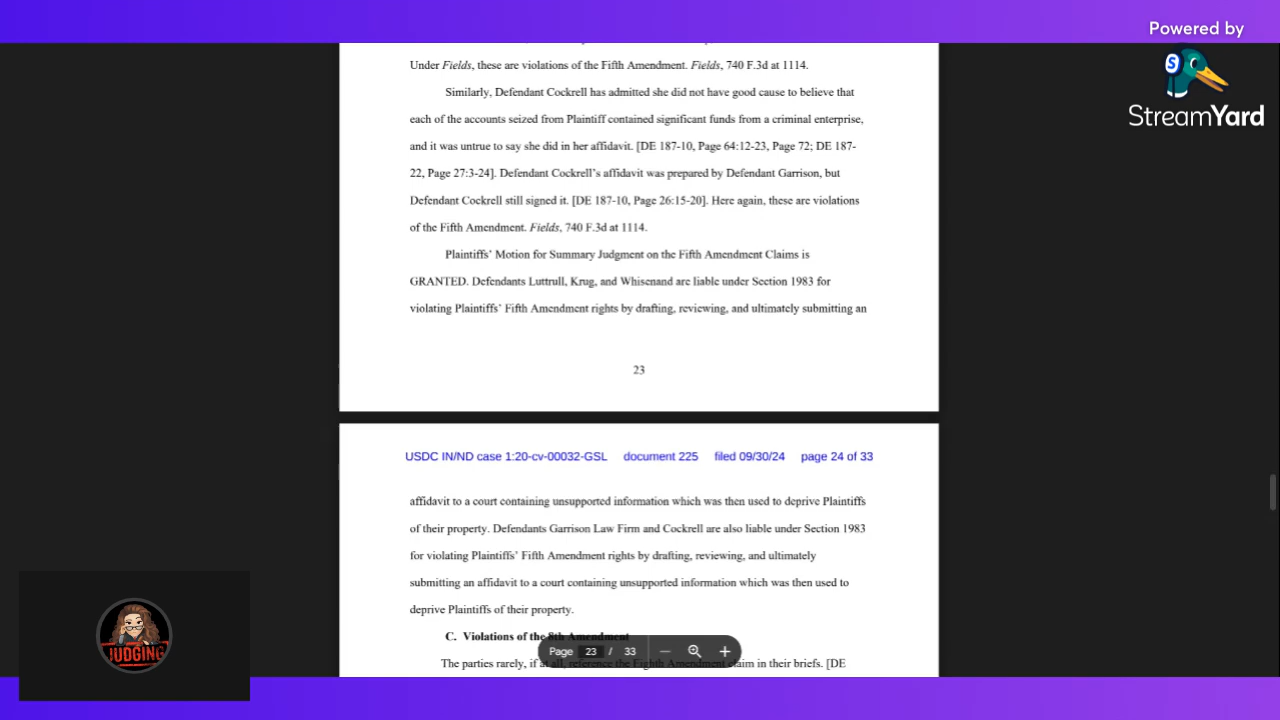 Powered by
StreamYard
Under Fields, these are violations of the Fifth Amendment. Fields, 740 F.3d at 1114.
Similarly, Defendant Cockrell has admitted she did not have good cause to believe that
each of the accounts seized from Plaintiff contained significant funds from a criminal enterprise,
and it was untrue to say she did in her affidavit. [DE 187-10, Page 64:12-23, Page 72; DE 187-
22, Page 27:3-24]. Defendant Cockrell's affidavit was prepared by Defendant Garrison, but
Defendant Cockrell still signed it. [DE 187-10, Page 26:15-20]. Here again, these are violations
of the Fifth Amendment. Fields, 740 F.3d at 1114.
Plaintiffs' Motion for Summary Judgment on the Fifth Amendment Claims is
GRANTED. Defendants Luttrull, Krug, and Whisenand are liable under Section 1983 for
violating Plaintiffs' Fifth Amendment rights by drafting, reviewing, and ultimately submitting an
23
USDC IN/ND case 1:20-cv-00032-GSL document 225 filed 09/30/24 page 24 of 33
affidavit to a court containing unsupported information which was then used to deprive Plaintiffs
of their property. Defendants Garrison Law Firm and Cockrell are also liable under Section 1983
for violating Plaintiffs' Fifth Amendment rights by drafting, reviewing, and ultimately
submitting an affidavit to a court containing unsupported information which was then used to
deprive Plaintiffs of their property.
C. Violations of the 8th Amendment
Page 23 / 33
The parties rarely, if at all, reference the Eighth Amendment claim in their briefs. [DE
JUDGING